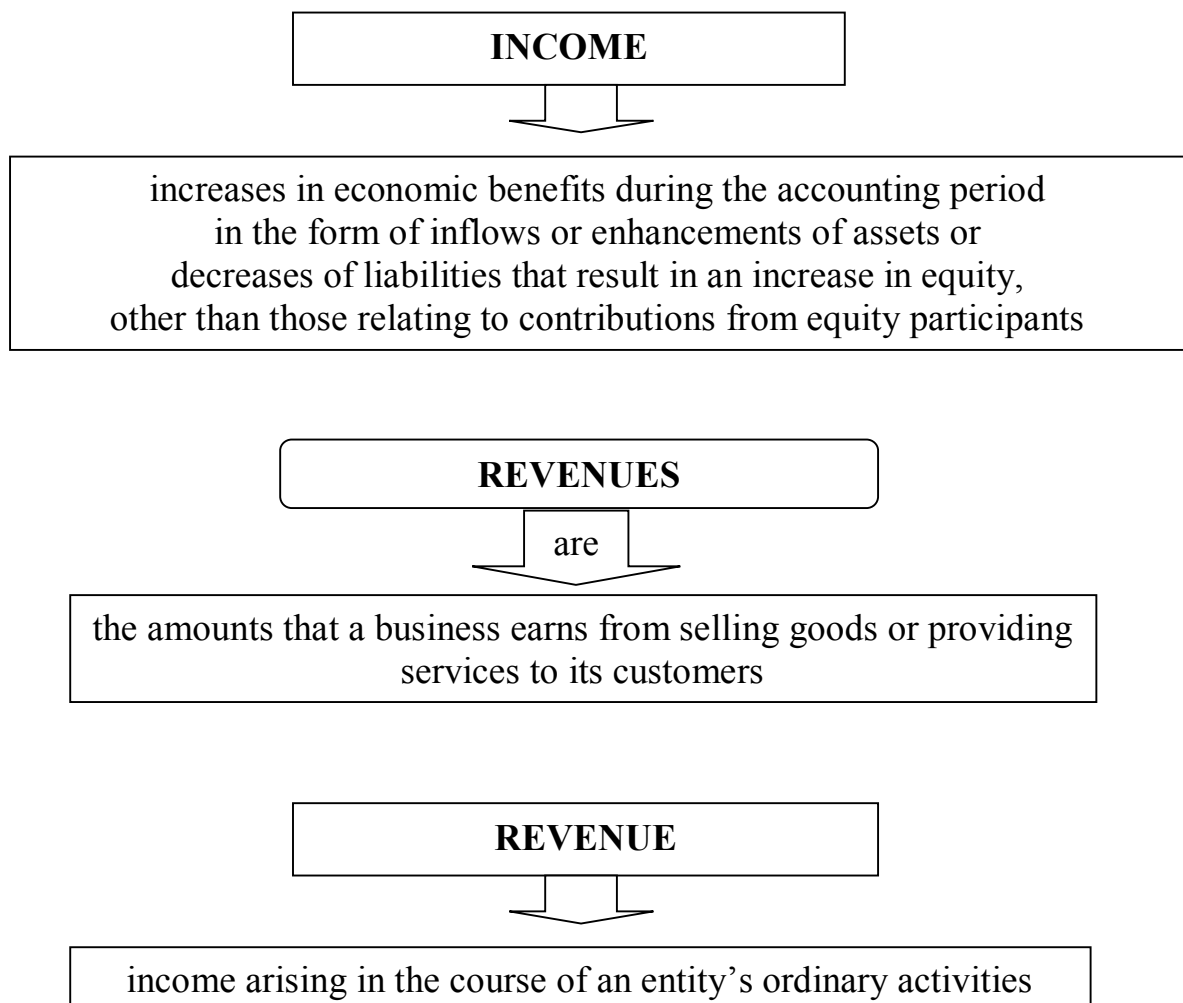 INCOME
increases in economic benefits during the accounting period
in the form of inflows or enhancements of assets or
decreases of liabilities that result in an increase in equity,
other than those relating to contributions from equity participants
REVENUES
are
the amounts that a business earns from selling goods or providing
services to its customers
REVENUE
income arising in the course of an entity’s ordinary activities